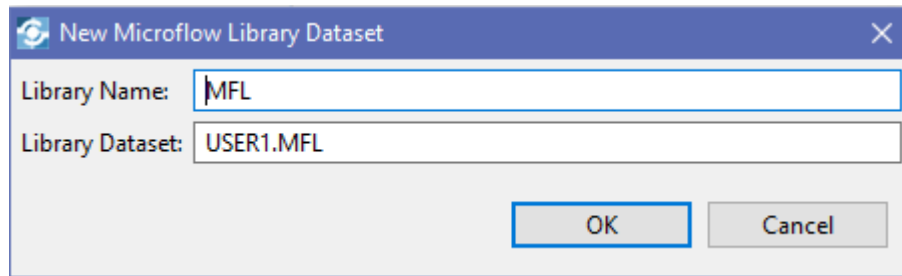 New Microflow Library Dataset
Library Name: MFL
Library Dataset: USER1.MFL
OK Cancel